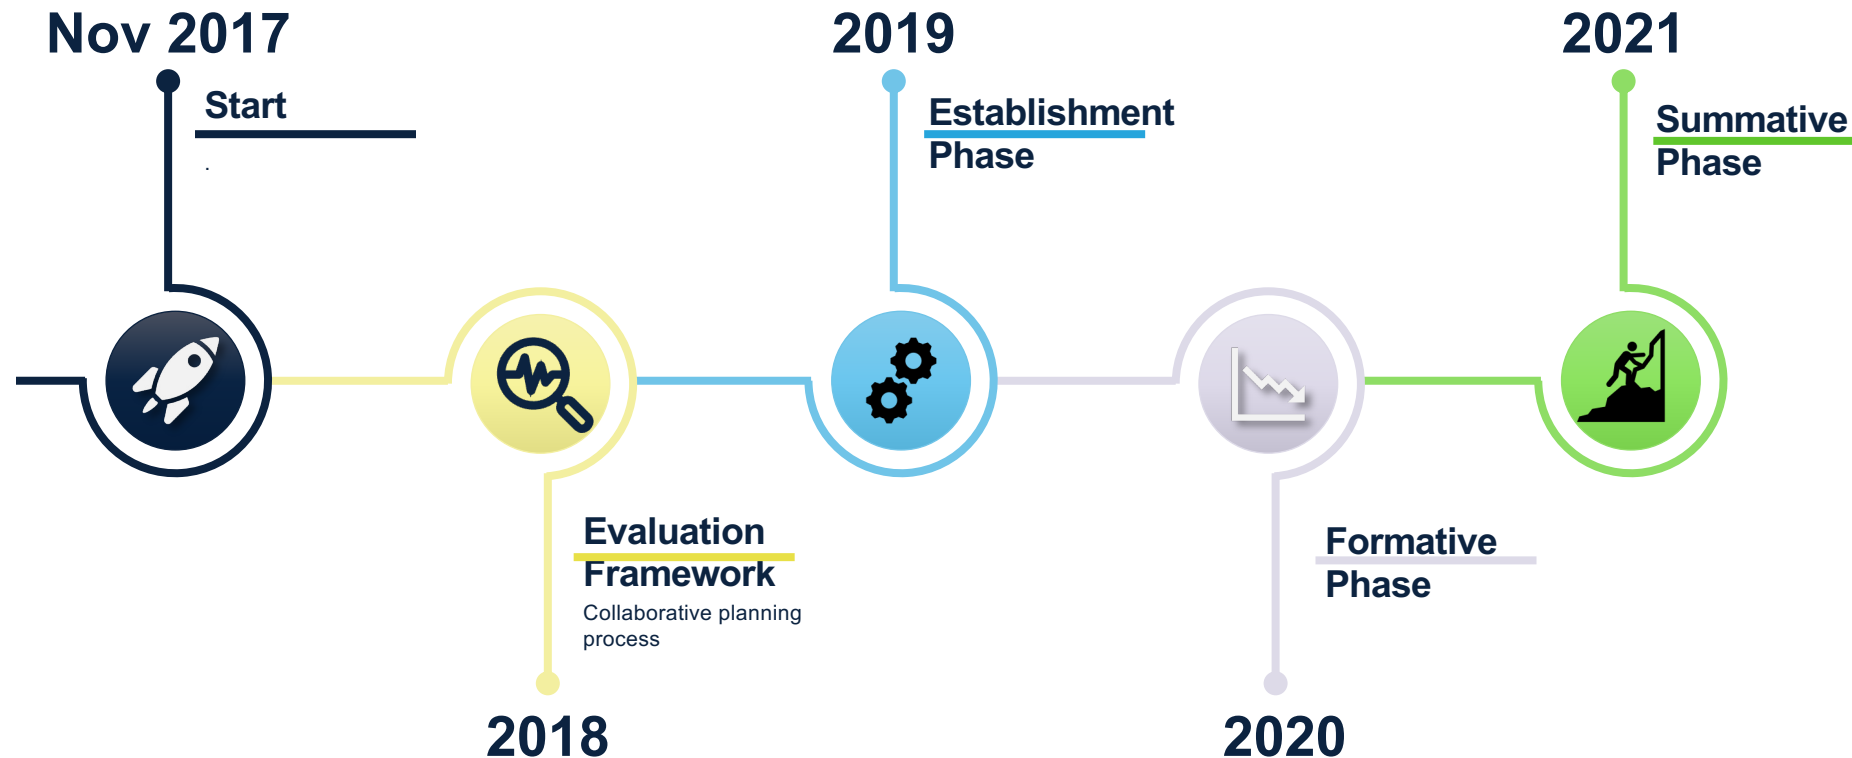 Nov 2017
Start
.
Evaluation
Framework
Collaborative planning
process
2018
2019
Establishment
Phase
Formative
Phase
2020
2021
Summative
Phase